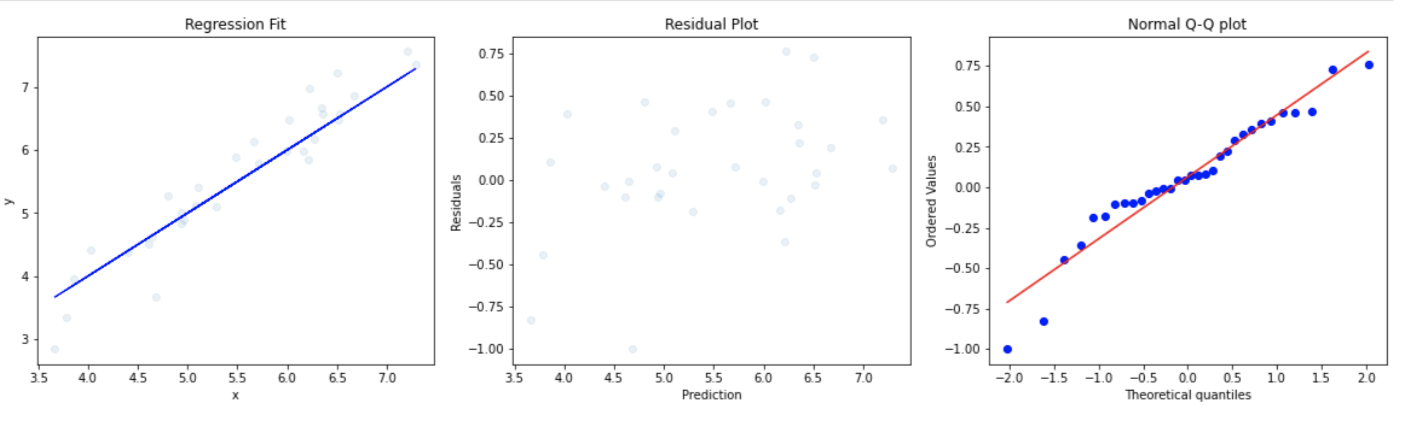 Regression Fit
y
7
6
5
4
3
3.5 4.0 4.5 5.0 5.5 6.0 6.5 7.0
x
Residual Plot
Residuals
0.75
0.50
0.25
0.00
−0.25
−0.50
−0.75
−1.00
3.5 4.0 4.5 5.0 5.5 6.0 6.5 7.0
Prediction
Normal Q-Q plot
Ordered Values
0.75
0.50
0.25
0.00
−0.25
−0.50
−0.75
−1.00
−2.0 −1.5 −1.0 −0.5 0.0 0.5 1.0 1.5 2.0
Theoretical quantiles